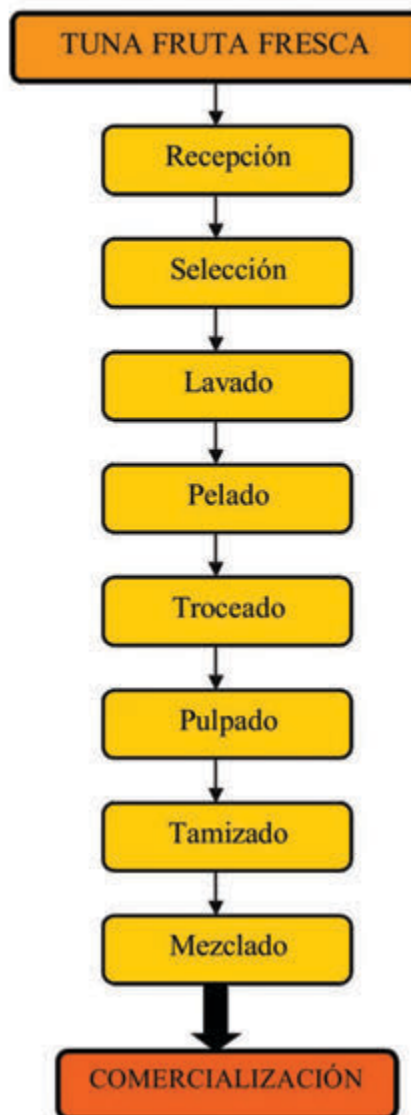 TUNA FRUTA FRESCA
Recepción
Selección
Lavado
Pelado
Troceado
Pulpado
Tamizado
Mezclado
COMERCIALIZACIÓN